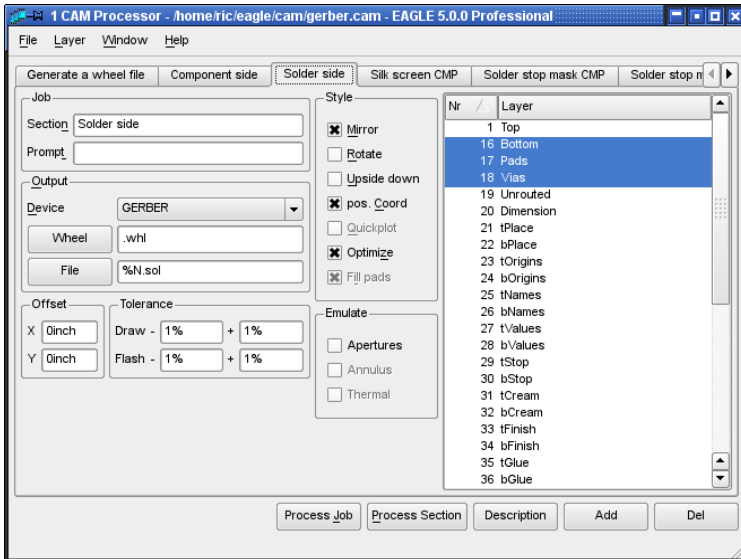 1 CAM Processor - /home/ric/eagle/cam/gerber.cam - EAGLE 5.0.0 Professional
File Layer Window Help
Generate a wheel file Component side Solder side Silk screen CMP Solder stop mask CMP Solder stop
Job
Section Solder side
Prompt
Output
Device GERBER
Wheel .whl
File %N.sol
Offset
X 0inch
Y 0inch
Tolerance
Draw - 1% + 1%
Flash - 1% + 1%
Style
Mirror
Rotate
Upside down
pos. Coord
Quickplot
Optimize
Fill pads
Emulate
Apertures
Annulus
Thermal
Nr Layer
1 Top
16 Bottom
17 Pads
18 Vias
19 Unrouted
20 Dimension
21 tPlace
22 bPlace
23 tOrigins
24 bOrigins
25 tNames
26 bNames
27 tValues
28 bValues
29 tStop
30 bStop
31 tCream
32 bCream
33 tFinish
34 bFinish
35 tGlue
36 bGlue
Process Job Process Section Description Add Del